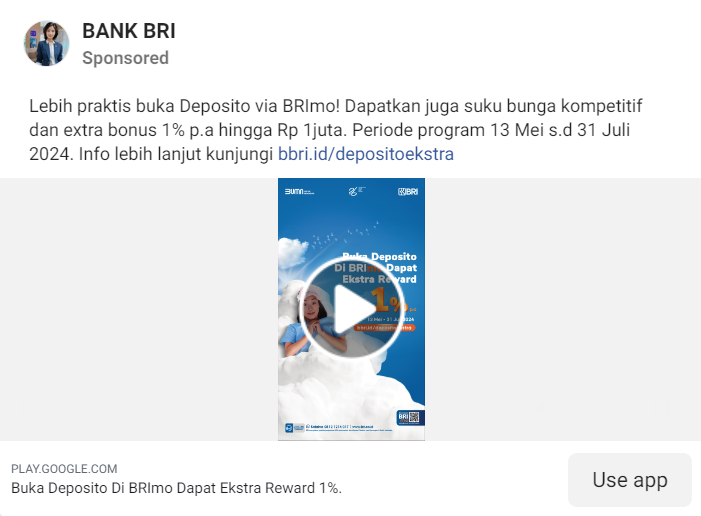 BANK BRI
Sponsored
Lebih praktis buka Deposito via BRImo! Dapatkan juga suku bunga kompetitif
dan extra bonus 1% p.a hingga Rp 1juta. Periode program 13 Mei s.d 31 Juli
2024. Info lebih lanjut kunjungi bbri.id/depositoekstra
BUMN
BRI
Buka Deposito
Di BRImo Dapat
Ekstra Reward
1%
13 Mei - 31 Juli 2024
BRI
PLAY.GOOGLE.COM
Buka Deposito Di BRImo Dapat Ekstra Reward 1%.
Use app